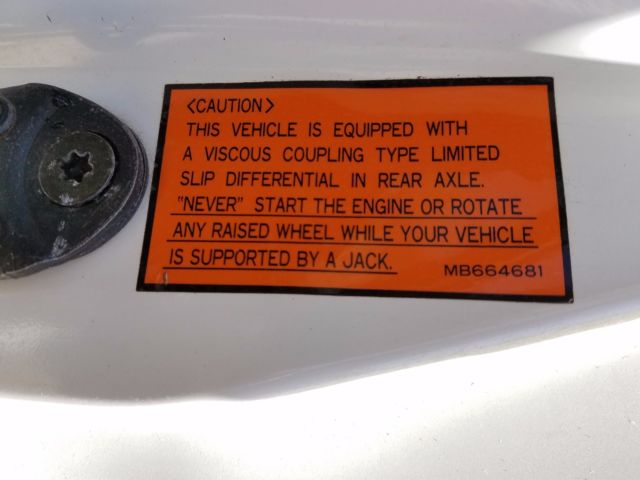 <CAUTION>
THIS VEHICLE IS EQUIPPED WITH
A VISCOUS COUPLING TYPE LIMITED
SLIP DIFFERENTIAL IN REAR AXLE.
"NEVER" START THE ENGINE OR ROTATE
ANY RAISED WHEEL WHILE YOUR VEHICLE
IS SUPPORTED BY A JACK. MB664681